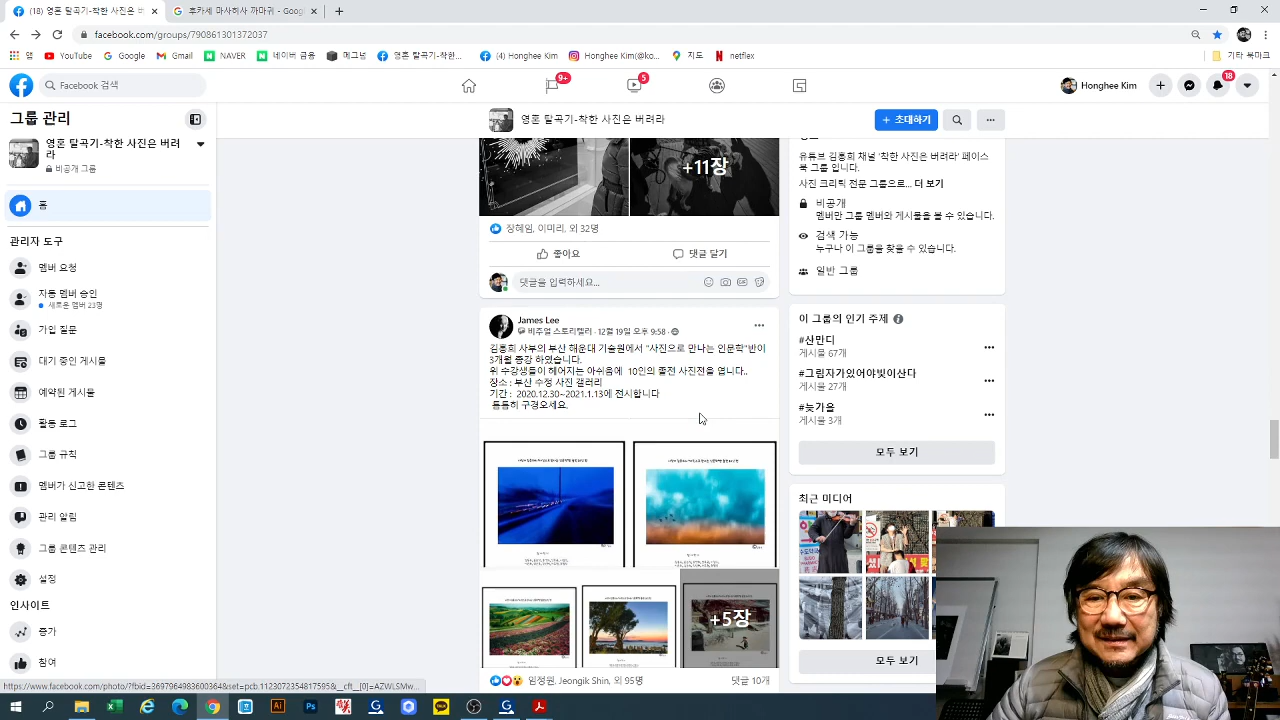 (18) 영혼 탈곡기-착한 사진은 ㅂ
홋카세 마사히사 까마귀 - Googl
facebook.com/groups/790861301372037
앱
YouTube
Google
Gmail
NAVER
네이버 금융
메그넘
영혼 탈곡기-착한...
(4) Honghee Kim
Honghee Kim(@ko...
지도
netflex
기타 북마크
Facebook 검색
9+
5
Honghee Kim
18
그룹 관리
영혼 탈곡기-착한 사진은 버려
라
비공개 그룹
홈
관리자 도구
멤버 요청
자동 멤버 승인
새로운 멤버 23명
가입 질문
대기 중인 게시물
예약된 게시물
활동 로그
그룹 규칙
멤버가 신고한 콘텐츠
관리 알림
그룹 콘텐츠 관리
설정
인사이트
증가
참여
영혼 탈곡기-착한 사진은 버려라
+ 초대하기
+11장
장혜임, 이미리, 외 32명
좋아요
댓글 달기
댓글을 입력하세요...
James Lee
비주얼 스토리텔러 · 12월 19일 오후 9:58 ·
김홍희 사부의 부산 해운대 기술원에서 "사진으로 만나는 인문학"반이
3개월 종강 하였습니다.
위 수강생들이 헤어지는 아쉬움에 10인의 쫄전 사진전을 엽니다..
장소 : 부산 수정 사진 갤러리
기간 : 2020.12.30~2021.1.13에 전시합니다
틈틈히 구경오세요
+5장
임정원, Jeongik Shin, 외 95명
댓글 10개
유튜브 김홍희 채널 '착한 사진은 버려라' 페이스
북 그룹 입니다.
사진 크리틱 전문 그룹으로... 더 보기
비공개
멤버만 그룹 멤버와 게시물을 볼 수 있습니다.
검색 가능
누구나 이 그룹을 찾을 수 있습니다.
일반 그룹
이 그룹의 인기 주제
#산만디
게시물 67개
#그림자가있어야빛이산다
게시물 27개
#늦가을
게시물 3개
모두 보기
최근 미디어
모두 보기
https://www.facebook.com/photo/?fbid=3697964093600364&set=pcb.1123072354817595&__cft__[0]=AZWLSMw...